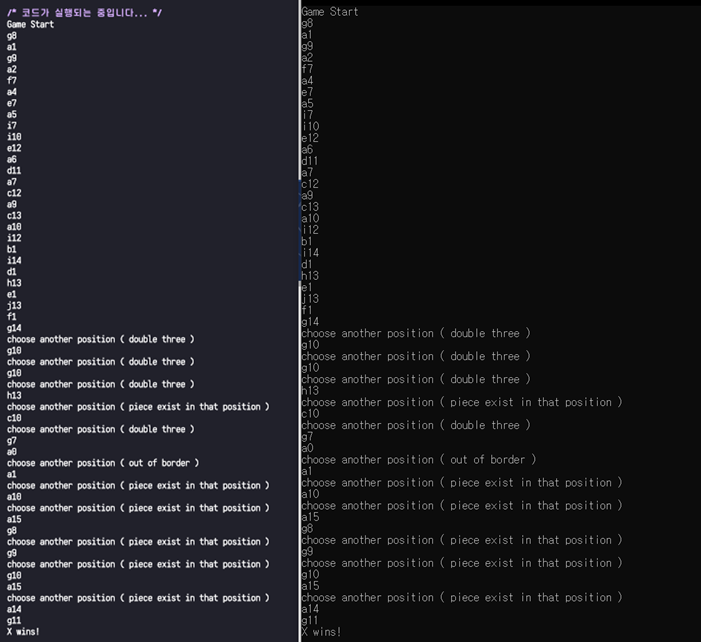 /* 코드가 실행되는 중입니다... */
Game Start
g8
a1
g9
a2
f7
a4
e7
a5
i7
i10
e12
a6
d11
a7
c12
a9
c13
a10
i12
b1
i14
d1
h13
e1
j13
f1
g14
choose another position ( double three )
g10
choose another position ( double three )
g10
choose another position ( double three )
h13
choose another position ( piece exist in that position )
c10
choose another position ( double three )
g7
a0
choose another position ( out of border )
a1
choose another position ( piece exist in that position )
a10
choose another position ( piece exist in that position )
a15
g8
choose another position ( piece exist in that position )
g9
choose another position ( piece exist in that position )
g10
a15
choose another position ( piece exist in that position )
a14
g11
X wins!
Game Start
g8
a1
g9
a2
f7
a4
e7
a5
i7
i10
e12
a6
d11
a7
c12
a9
c13
a10
i12
b1
i14
d1
h13
e1
j13
f1
g14
choose another position ( double three )
g10
choose another position ( double three )
g10
choose another position ( double three )
h13
choose another position ( piece exist in that position )
c10
choose another position ( double three )
g7
a0
choose another position ( out of border )
a1
choose another position ( piece exist in that position )
a10
choose another position ( piece exist in that position )
a15
g8
choose another position ( piece exist in that position )
g9
choose another position ( piece exist in that position )
g10
a15
choose another position ( piece exist in that position )
a14
g11
X wins!